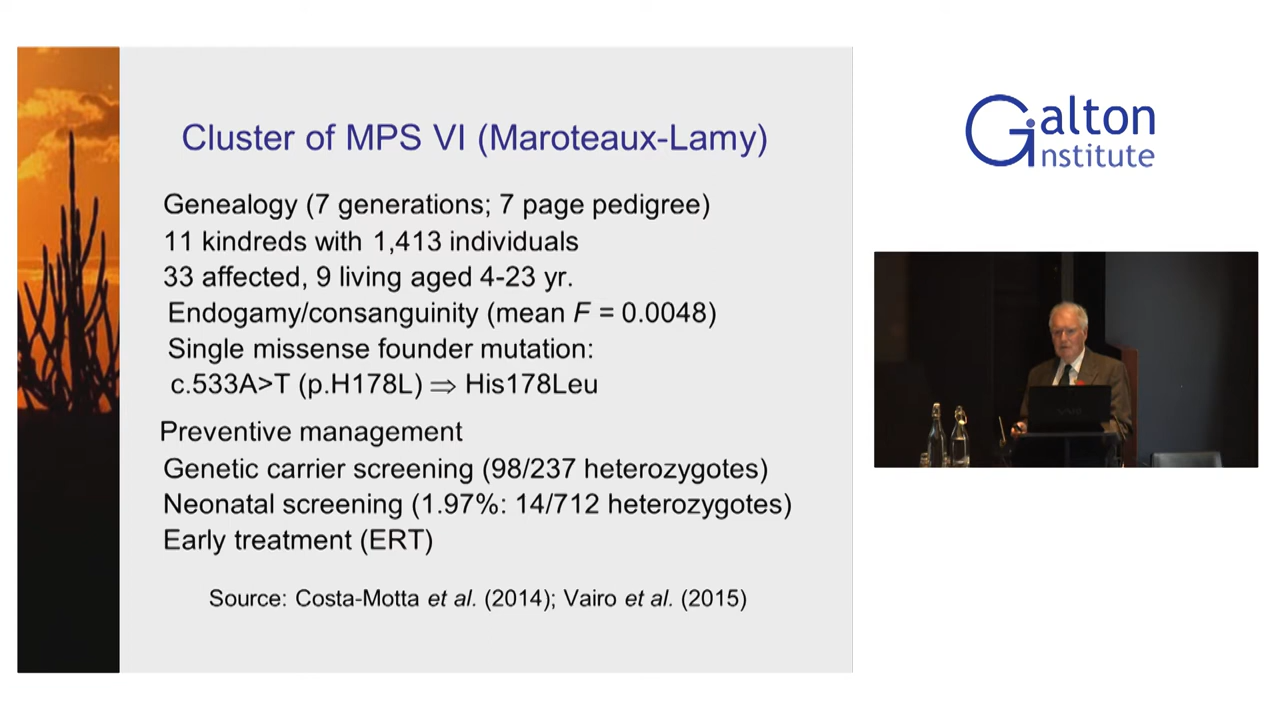 Cluster of MPS VI (Maroteaux-Lamy)
Genealogy (7 generations; 7 page pedigree)
11 kindreds with 1,413 individuals
33 affected, 9 living aged 4-23 yr.
Endogamy/consanguinity (mean F = 0.0048)
Single missense founder mutation:
c.533A>T (p.H178L) ⇒ His178Leu
Preventive management
Genetic carrier screening (98/237 heterozygotes)
Neonatal screening (1.97%: 14/712 heterozygotes)
Early treatment (ERT)
Source: Costa-Motta et al. (2014); Vairo et al. (2015)
Galton
Institute